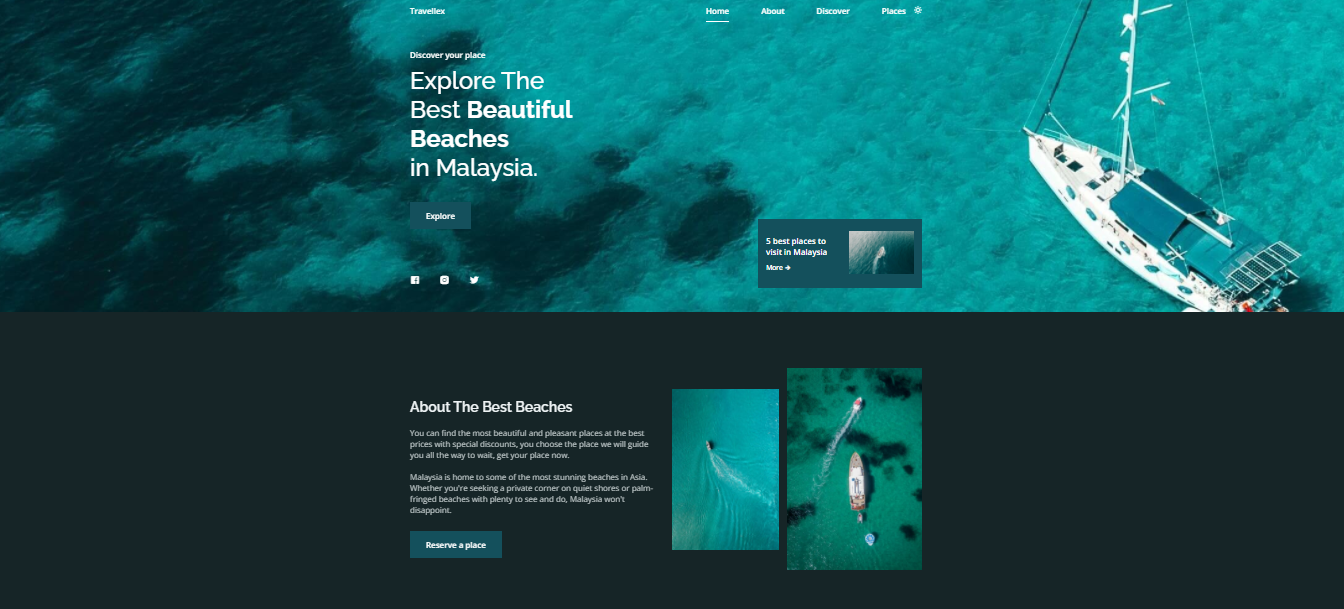 Travellex
Home
About
Discover
Places
Discover your place
Explore The
Best Beautiful
Beaches
in Malaysia.
Explore
5 best places to
visit in Malaysia
More →
About The Best Beaches
You can find the most beautiful and pleasant places at the best
prices with special discounts, you choose the place we will guide
you all the way to wait, get your place now.
Malaysia is home to some of the most stunning beaches in Asia.
Whether you're seeking a private corner on quiet shores or palm-
fringed beaches with plenty to see and do, Malaysia won't
disappoint.
Reserve a place